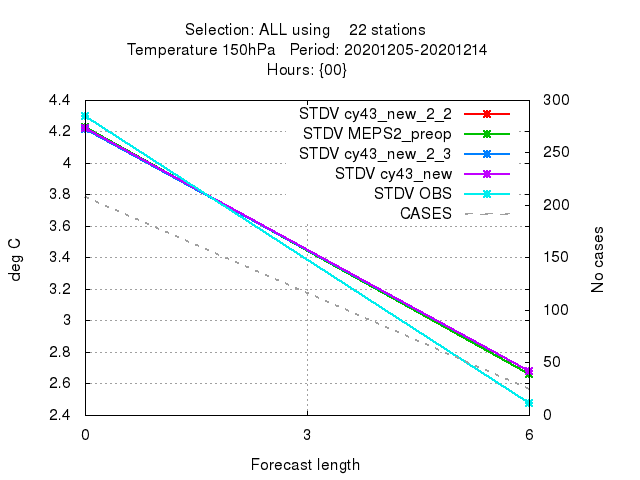 Selection: ALL using 22 stations
Temperature 150hPa Period: 20201205-20201214
Hours: {00}
4.4
4.2
4
3.8
3.6
3.4
3.2
3
2.8
2.6
2.4
deg C
STDV cy43_new_2_2
STDV MEPS2_preop
STDV cy43_new_2_3
STDV cy43_new
STDV OBS
CASES
300
250
200
150
100
50
0
No cases
0 3 6
Forecast length